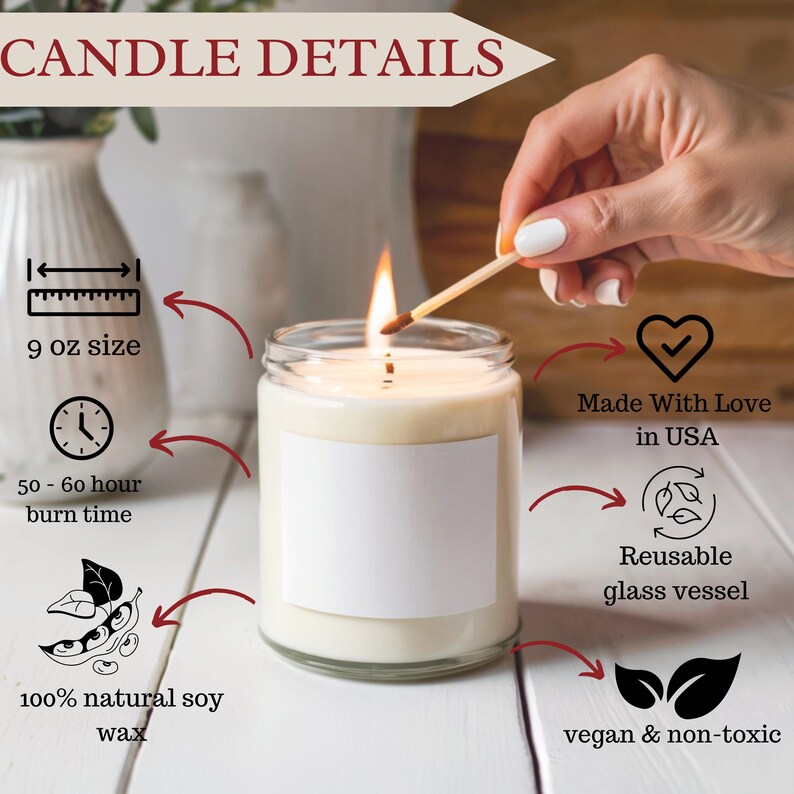 CANDLE DETAILS
9 oz size
50 - 60 hour
burn time
100% natural soy
wax
Made With Love
in USA
Reusable
glass vessel
vegan & non-toxic